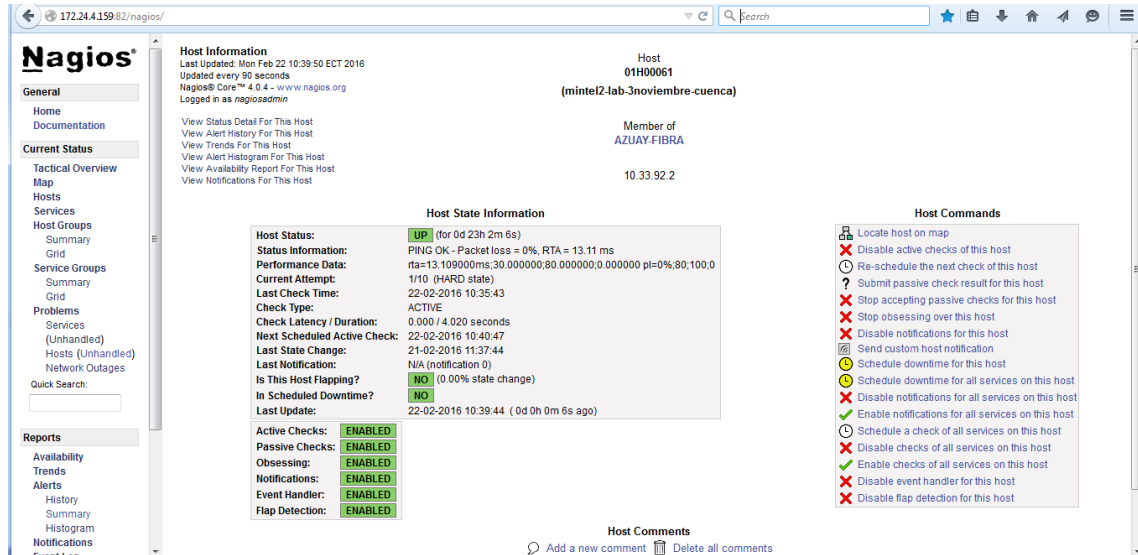 172.24.4.159:82/nagios/
Search
Nagios®
General
Home
Documentation
Current Status
Tactical Overview
Map
Hosts
Services
Host Groups
Summary
Grid
Service Groups
Summary
Grid
Problems
Services
(Unhandled)
Hosts (Unhandled)
Network Outages
Quick Search:
Reports
Availability
Trends
Alerts
History
Summary
Histogram
Notifications
Host Information
Last Updated: Mon Feb 22 10:39:50 ECT 2016
Updated every 90 seconds
Nagios® Core™ 4.0.4 - www.nagios.org
Logged in as nagiosadmin
View Status Detail For This Host
View Alert History For This Host
View Trends For This Host
View Alert Histogram For This Host
View Availability Report For This Host
View Notifications For This Host
Host
01H00061
(mintel2-lab-3noviembre-cuenca)
Member of
AZUAY-FIBRA
10.33.92.2
Host State Information
Host Status: UP (for 0d 23h 2m 6s)
Status Information: PING OK - Packet loss = 0%, RTA = 13.11 ms
Performance Data: rta=13.109000ms;30.000000;80.000000;0.000000 pl=0%;80;100;0
Current Attempt: 1/10 (HARD state)
Last Check Time: 22-02-2016 10:35:43
Check Type: ACTIVE
Check Latency / Duration: 0.000 / 4.020 seconds
Next Scheduled Active Check: 22-02-2016 10:40:47
Last State Change: 21-02-2016 11:37:44
Last Notification: N/A (notification 0)
Is This Host Flapping? NO (0.00% state change)
In Scheduled Downtime? NO
Last Update: 22-02-2016 10:39:44 ( 0d 0h 0m 6s ago)
Active Checks: ENABLED
Passive Checks: ENABLED
Obsessing: ENABLED
Notifications: ENABLED
Event Handler: ENABLED
Flap Detection: ENABLED
Host Commands
Locate host on map
Disable active checks of this host
Re-schedule the next check of this host
? Submit passive check result for this host
Stop accepting passive checks for this host
Stop obsessing over this host
Disable notifications for this host
Send custom host notification
Schedule downtime for this host
Schedule downtime for all services on this host
Disable notifications for all services on this host
Enable notifications for all services on this host
Schedule a check of all services on this host
Disable checks of all services on this host
Enable checks of all services on this host
Disable event handler for this host
Disable flap detection for this host
Host Comments
Add a new comment Delete all comments